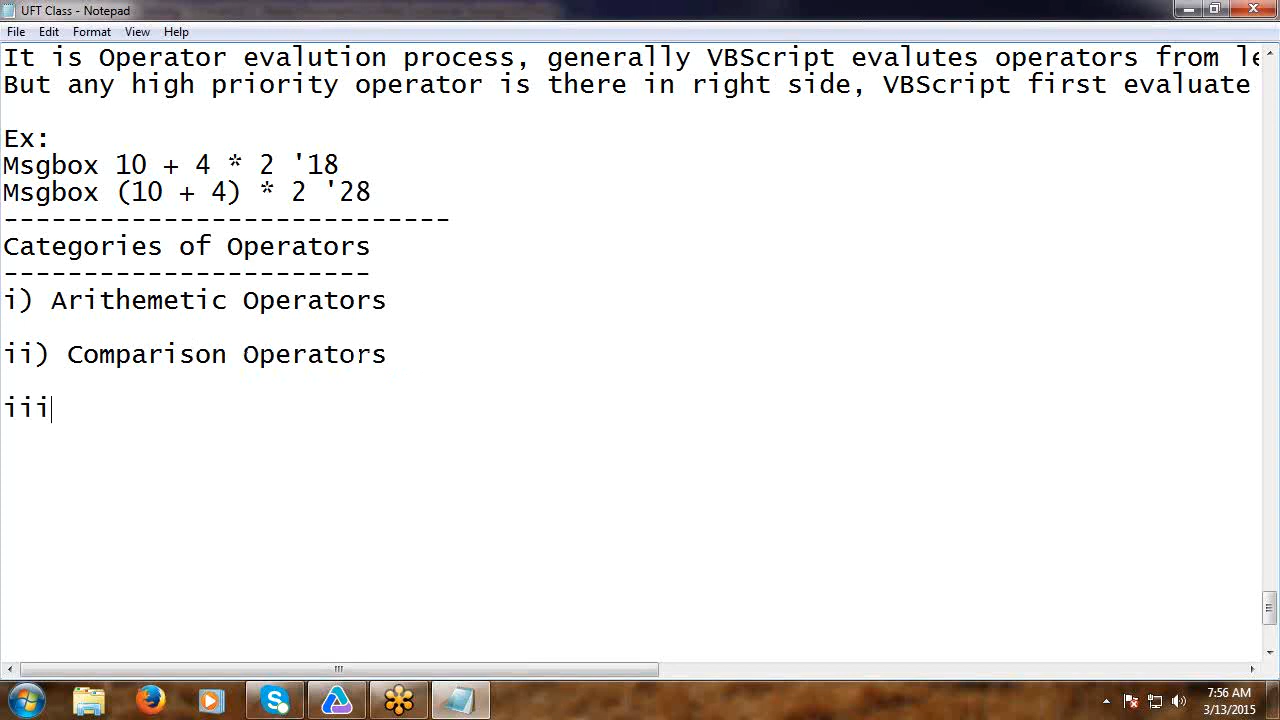 UFT Class - Notepad
File Edit Format View Help
It is Operator evalution process, generally VBScript evalutes operators from le
But any high priority operator is there in right side, VBScript first evaluate
Ex:
Msgbox 10 + 4 * 2 '18
Msgbox (10 + 4) * 2 '28
----------------------------
Categories of Operators
-----------------------
i) Arithemetic Operators
ii) Comparison Operators
iii
7:56 AM
3/13/2015